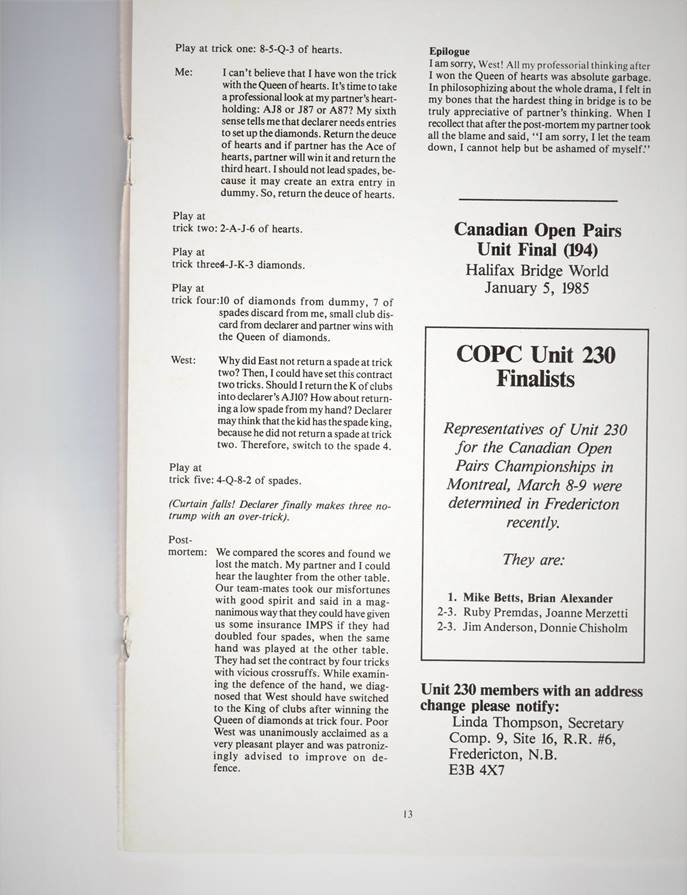 Play at trick one: 8-5-Q-3 of hearts.
Me: I can't believe that I have won the trick
with the Queen of hearts. It's time to take
a professional look at my partner's heart-
holding: AJ8 or J87 or A87? My sixth
sense tells me that declarer needs entries
to set up the diamonds. Return the deuce
of hearts and if partner has the Ace of
hearts, partner will win it and return the
third heart. I should not lead spades, be-
cause it may create an extra entry in
dummy. So, return the deuce of hearts.
Play at
trick two: 2-A-J-6 of hearts.
Play at
trick three4-J-K-3 diamonds.
Play at
trick four:10 of diamonds from dummy, 7 of
spades discard from me, small club dis-
card from declarer and partner wins with
the Queen of diamonds.
West: Why did East not return a spade at trick
two? Then, I could have set this contract
two tricks. Should I return the K of clubs
into declarer's AJ10? How about return-
ing a low spade from my hand? Declarer
may think that the kid has the spade king,
because he did not return a spade at trick
two. Therefore, switch to the spade 4.
Play at
trick five: 4-Q-8-2 of spades.
(Curtain falls! Declarer finally makes three no-
trump with an over-trick).
Post-
mortem: We compared the scores and found we
lost the match. My partner and I could
hear the laughter from the other table.
Our team-mates took our misfortunes
with good spirit and said in a mag-
nanimous way that they could have given
us some insurance IMPS if they had
doubled four spades, when the same
hand was played at the other table.
They had set the contract by four tricks
with vicious crossruffs. While examin-
ing the defence of the hand, we diag-
nosed that West should have switched
to the King of clubs after winning the
Queen of diamonds at trick four. Poor
West was unanimously acclaimed as a
very pleasant player and was patroniz-
ingly advised to improve on de-
fence.
Epilogue
I am sorry, West! All my professorial thinking after
I won the Queen of hearts was absolute garbage.
In philosophizing about the whole drama, I felt in
my bones that the hardest thing in bridge is to be
truly appreciative of partner's thinking. When I
recollect that after the post-mortem my partner took
all the blame and said, "I am sorry, I let the team
down, I cannot help but be ashamed of myself."
Canadian Open Pairs
Unit Final (194)
Halifax Bridge World
January 5, 1985
COPC Unit 230
Finalists
Representatives of Unit 230
for the Canadian Open
Pairs Championships in
Montreal, March 8-9 were
determined in Fredericton
recently.
They are:
1. Mike Betts, Brian Alexander
2-3. Ruby Premdas, Joanne Merzetti
2-3. Jim Anderson, Donnie Chisholm
Unit 230 members with an address
change please notify:
Linda Thompson, Secretary
Comp. 9, Site 16, R.R. #6,
Fredericton, N.B.
E3B 4X7
13